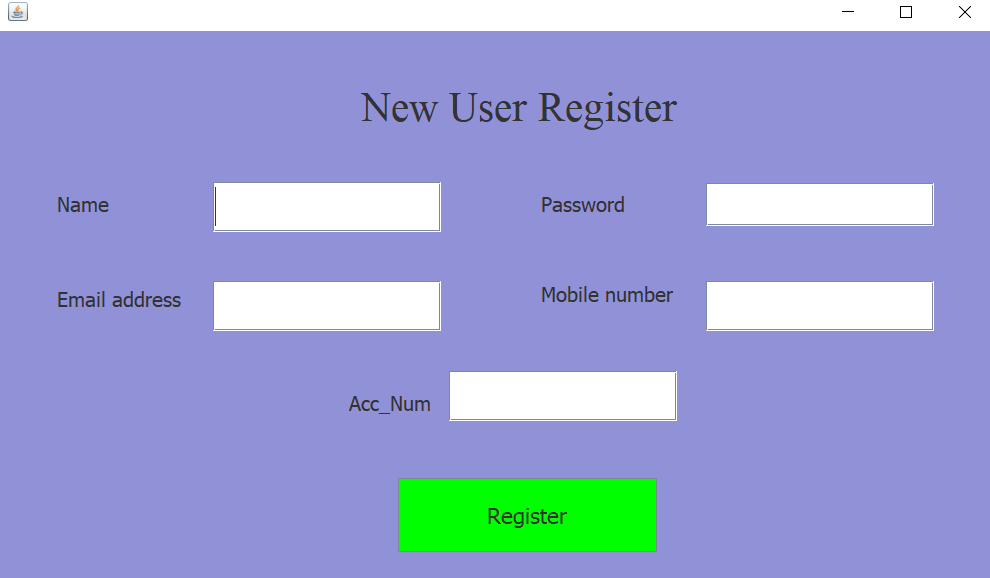 New User Register
Name
Password
Email address
Mobile number
Acc_Num
Register